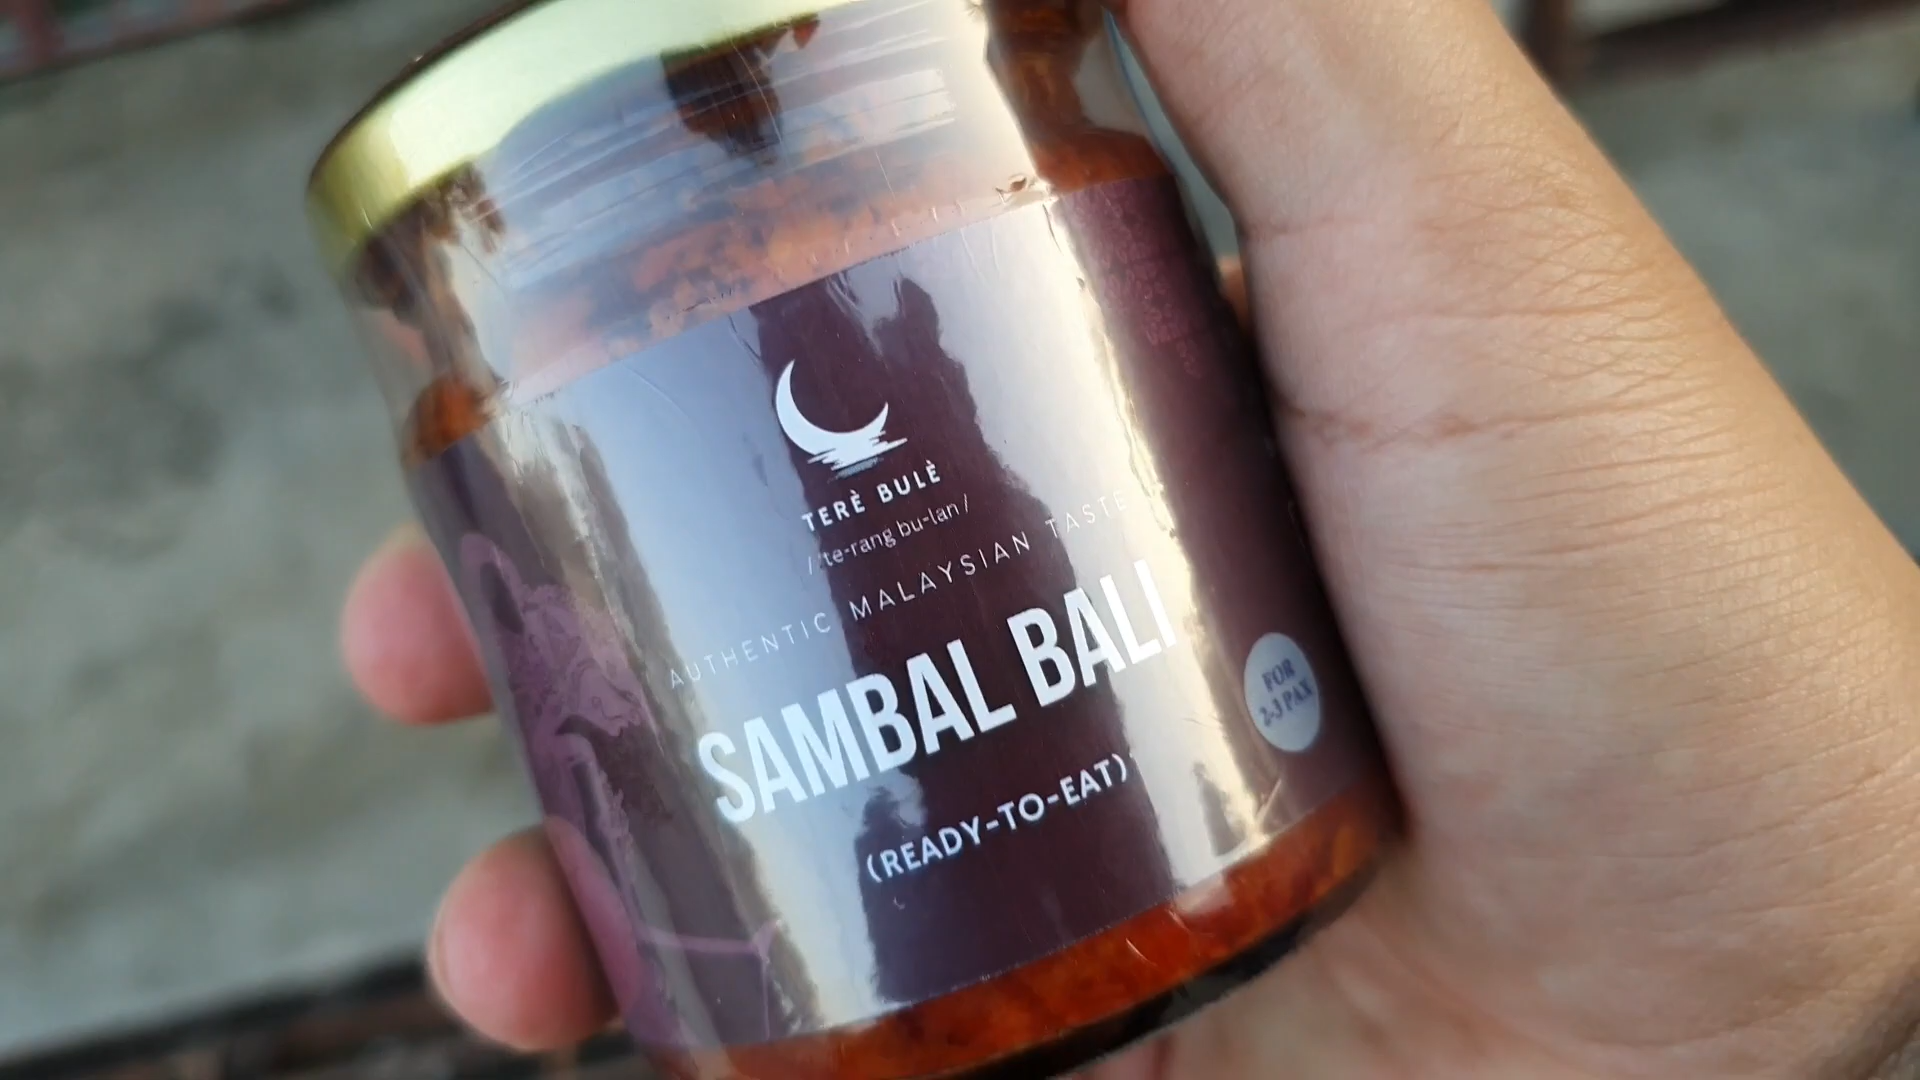 TERÈ BULÈ
/ 'te-rang bu-lan /
AUTHENTIC MALAYSIAN TASTE
SAMBAL BALI
(READY-TO-EAT)
FOR
2-3 PAX